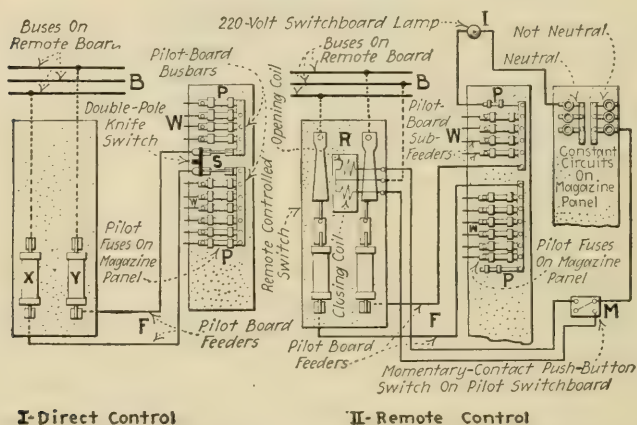 Buses On
Remote Board
B
Double-Pole
Knife
Switch
W
Pilot-Board
Busbars
P
S
W
P
Pilot
Fuses On
Magazine
Panel
X
Y
F
Pilot Board
Feeders
I-Direct Control
220-Volt Switchboard Lamp
I
Buses On
Remote Board
B
Opening Coil
R
Remote Controlled
Switch
Closing Coil
Pilot-
Board
Sub-
Feeders
W
P
W
P
Not Neutral
Neutral
Constant
Circuits
On
Magazine
Panel
Pilot Fuses
On Magazine
Panel
F
Pilot Board
Feeders
M
Momentary-Contact Push-Button
Switch On Pilot Switchboard
II-Remote Control